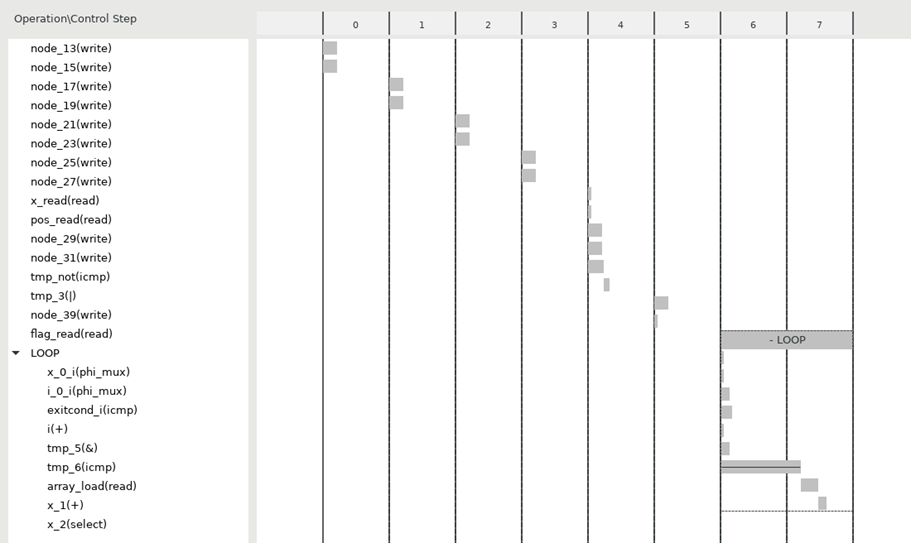 Operation\Control Step 0 1 2 3 4 5 6 7
node_13(write)
node_15(write)
node_17(write)
node_19(write)
node_21(write)
node_23(write)
node_25(write)
node_27(write)
x_read(read)
pos_read(read)
node_29(write)
node_31(write)
tmp_not(icmp)
tmp_3(|)
node_39(write)
flag_read(read)
- LOOP
LOOP
x_0_i(phi_mux)
i_0_i(phi_mux)
exitcond_i(icmp)
i(+)
tmp_5(&)
tmp_6(icmp)
array_load(read)
x_1(+)
x_2(select)